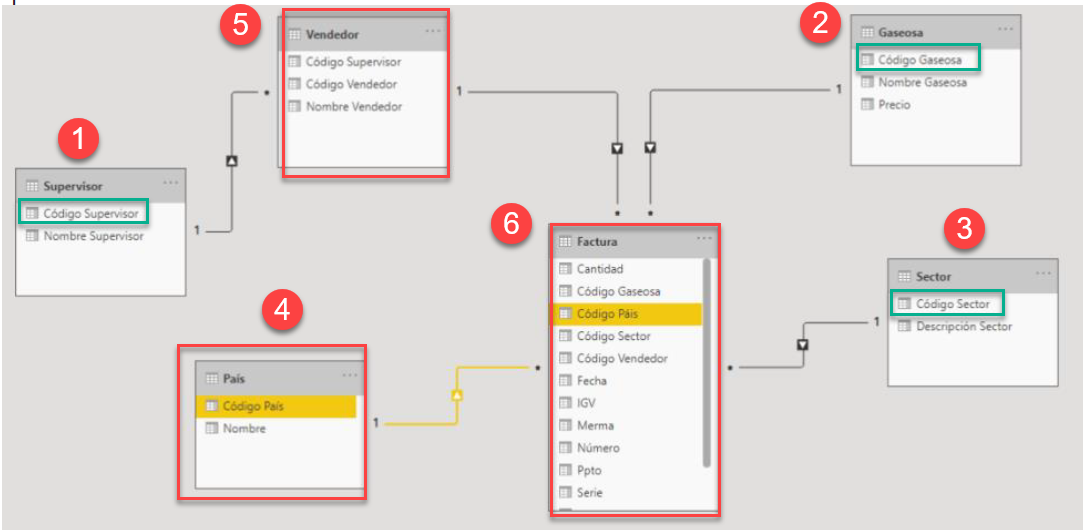 5
Vendedor
Código Supervisor
Código Vendedor
Nombre Vendedor
2
Gaseosa
Código Gaseosa
Nombre Gaseosa
Precio
*
1
1
1
Supervisor
Código Supervisor
Nombre Supervisor
1
*
*
6
Factura
Cantidad
Código Gaseosa
Código Páis
Código Sector
Código Vendedor
Fecha
IGV
Merma
Número
Ppto
Serie
3
Sector
Código Sector
Descripción Sector
1
*
4
País
Código País
Nombre
1
*